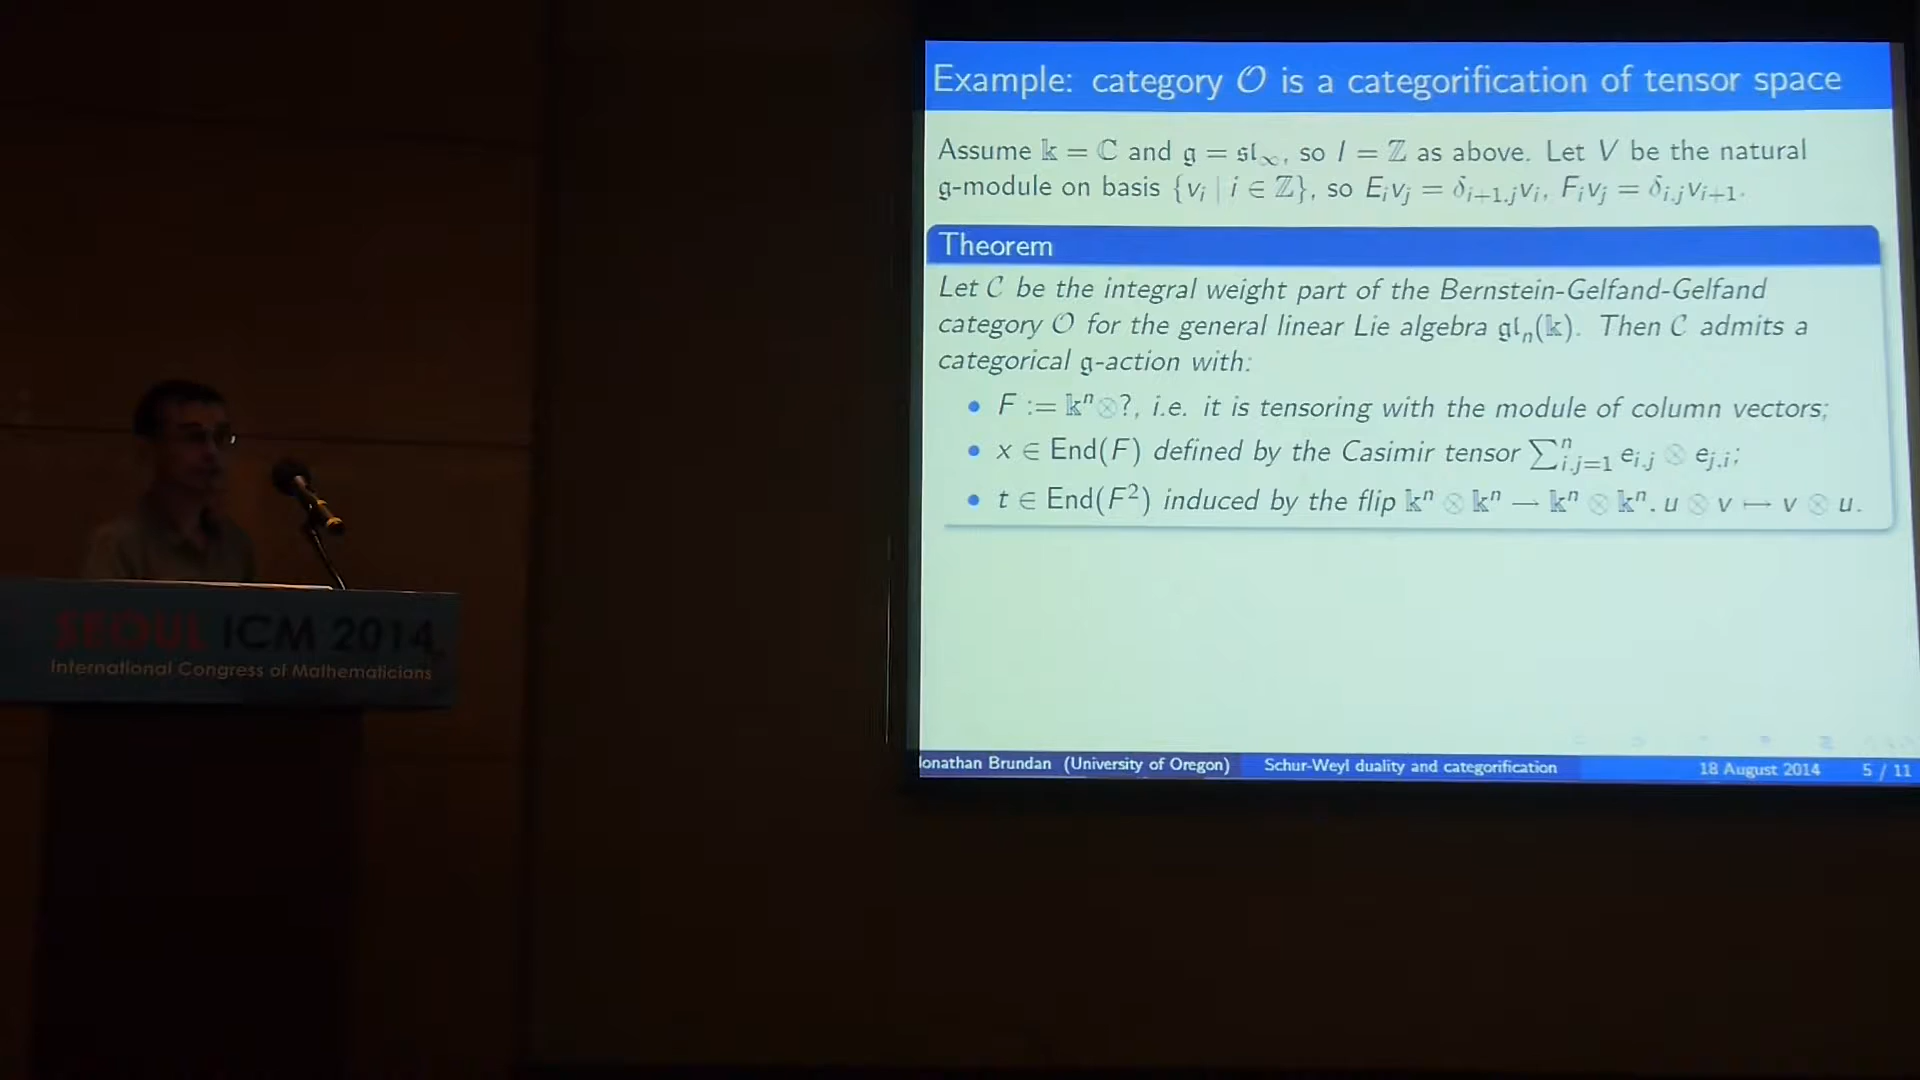 Example: category 𝒪 is a categorification of tensor space
Assume 𝕜 = ℂ and 𝔤 = 𝔰𝔩∞, so I = ℤ as above. Let V be the natural
𝔤-module on basis {vᵢ | i ∈ ℤ}, so Eᵢvⱼ = δᵢ₊₁,ⱼvᵢ, Fᵢvⱼ = δᵢ,ⱼvᵢ₊₁.
Theorem
Let 𝒞 be the integral weight part of the Bernstein-Gelfand-Gelfand
category 𝒪 for the general linear Lie algebra 𝔤𝔩ₙ(𝕜). Then 𝒞 admits a
categorical 𝔤-action with:
• F := 𝕜ⁿ⊗?, i.e. it is tensoring with the module of column vectors;
• x ∈ End(F) defined by the Casimir tensor ∑ⁿᵢ,ⱼ₌₁ eᵢ,ⱼ ⊗ eⱼ,ᵢ;
• t ∈ End(F²) induced by the flip 𝕜ⁿ ⊗ 𝕜ⁿ → 𝕜ⁿ ⊗ 𝕜ⁿ, u ⊗ v ↦ v ⊗ u.
Jonathan Brundan (University of Oregon) Schur-Weyl duality and categorification 18 August 2014 5 / 11
SEOUL ICM 2014
International Congress of Mathematicians